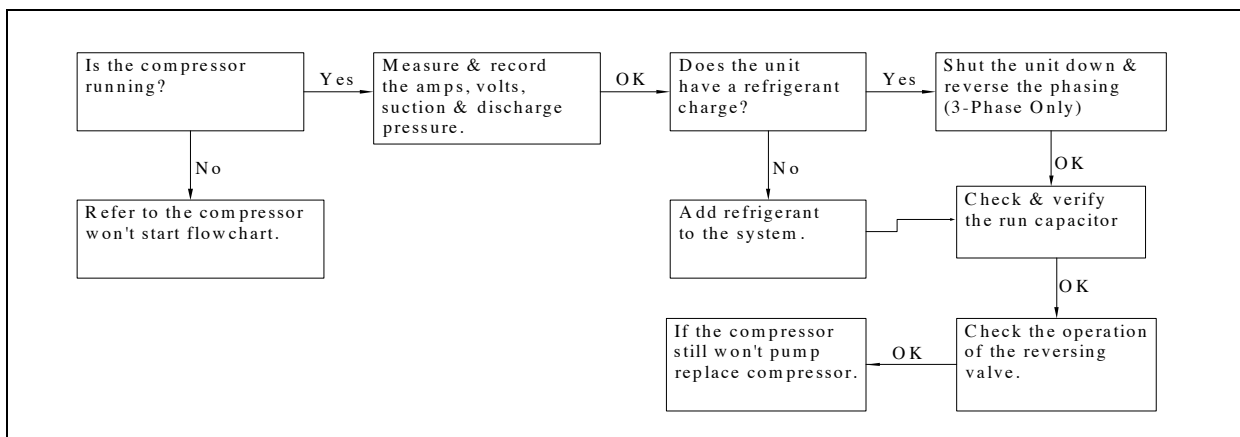 Is the compressor
running?
Yes
Measure & record
the amps, volts,
suction & discharge
pressure.
OK
Does the unit
have a refrigerant
charge?
Yes
Shut the unit down &
reverse the phasing
(3-Phase Only)
No
No
OK
Refer to the compressor
won't start flowchart.
Add refrigerant
to the system.
Check & verify
the run capacitor
OK
If the compressor
still won't pump
replace compressor.
OK
Check the operation
of the reversing
valve.